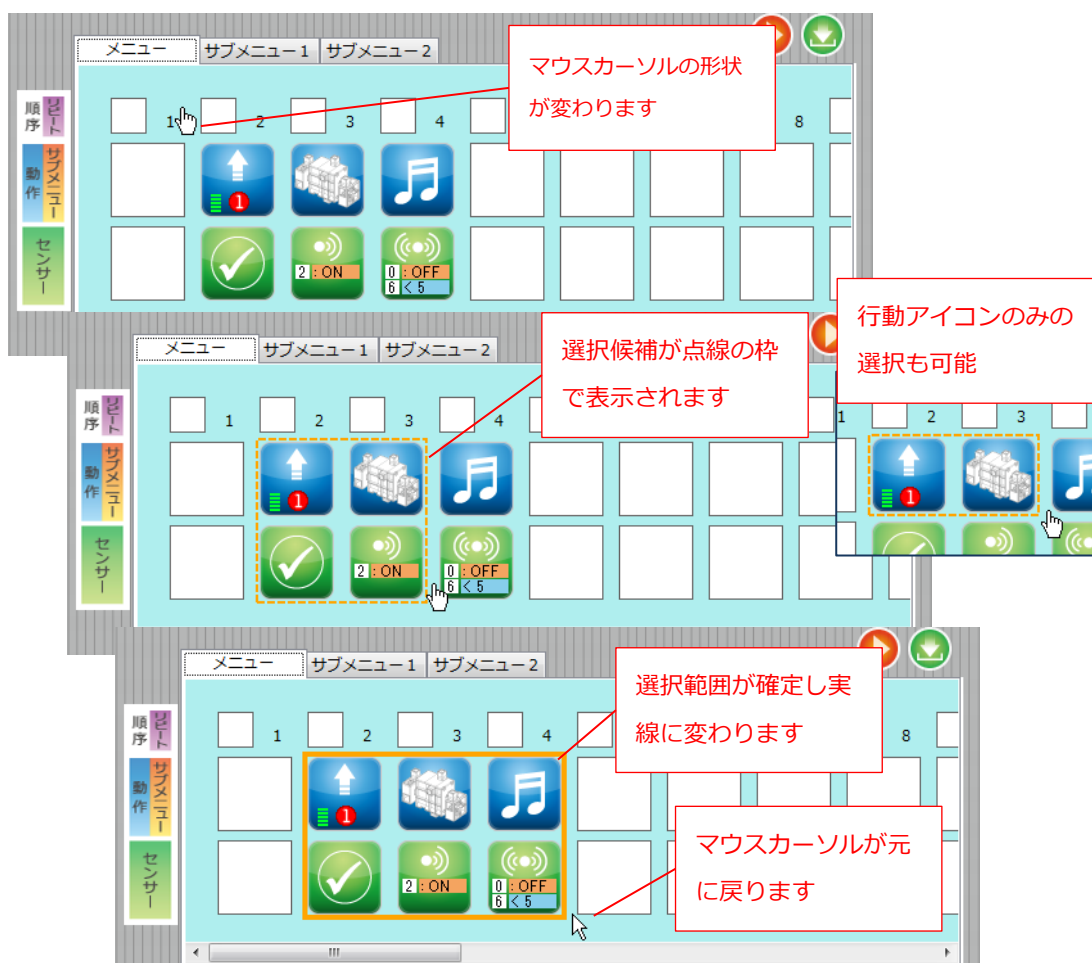 メニュー サブメニュー1 サブメニュー2
マウスカーソルの形状
が変わります
順序 リピート
1 2 3 4 8
動作 サブメニュー
1
センサー
2 : ON 0 : OFF
6 < 5
メニュー サブメニュー1 サブメニュー2
選択候補が点線の枠
で表示されます
行動アイコンのみの
選択も可能
順序 リピート
1 2 3 4
動作 サブメニュー
1
センサー
2 : ON 0 : OFF
6 < 5
1 2 3
1
メニュー サブメニュー1 サブメニュー2
選択範囲が確定し実
線に変わります
順序 リピート
1 2 3 4 8
動作 サブメニュー
1
マウスカーソルが元
に戻ります
センサー
2 : ON 0 : OFF
6 < 5